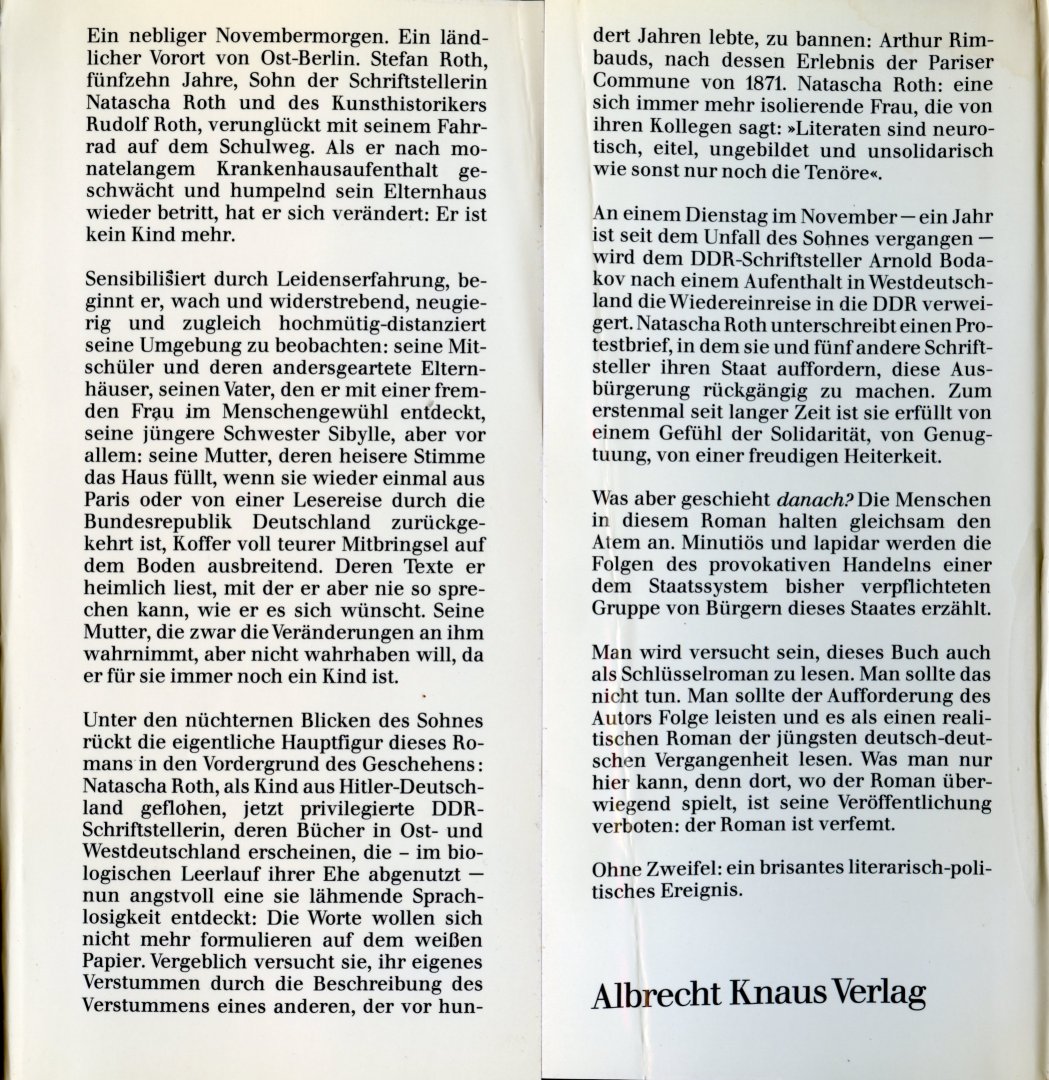 Ein nebliger Novembermorgen. Ein länd-
licher Vorort von Ost-Berlin. Stefan Roth,
fünfzehn Jahre, Sohn der Schriftstellerin
Natascha Roth und des Kunsthistorikers
Rudolf Roth, verunglückt mit seinem Fahr-
rad auf dem Schulweg. Als er nach mo-
natelangem Krankenhausaufenthalt ge-
schwächt und humpelnd sein Elternhaus
wieder betritt, hat er sich verändert: Er ist
kein Kind mehr.
Sensibilisiert durch Leidenserfahrung, be-
ginnt er, wach und widerstrebend, neugie-
rig und zugleich hochmütig-distanziert
seine Umgebung zu beobachten: seine Mit-
schüler und deren andersgeartete Eltern-
häuser, seinen Vater, den er mit einer frem-
den Frau im Menschengewühl entdeckt,
seine jüngere Schwester Sibylle, aber vor
allem: seine Mutter, deren heisere Stimme
das Haus füllt, wenn sie wieder einmal aus
Paris oder von einer Lesereise durch die
Bundesrepublik Deutschland zurückge-
kehrt ist, Koffer voll teurer Mitbringsel auf
dem Boden ausbreitend. Deren Texte er
heimlich liest, mit der er aber nie so spre-
chen kann, wie er es sich wünscht. Seine
Mutter, die zwar die Veränderungen an ihm
wahrnimmt, aber nicht wahrhaben will, da
er für sie immer noch ein Kind ist.
Unter den nüchternen Blicken des Sohnes
rückt die eigentliche Hauptfigur dieses Ro-
mans in den Vordergrund des Geschehens:
Natascha Roth, als Kind aus Hitler-Deutsch-
land geflohen, jetzt privilegierte DDR-
Schriftstellerin, deren Bücher in Ost- und
Westdeutschland erscheinen, die – im bio-
logischen Leerlauf ihrer Ehe abgenutzt —
nun angstvoll eine sie lähmende Sprach-
losigkeit entdeckt: Die Worte wollen sich
nicht mehr formulieren auf dem weißen
Papier. Vergeblich versucht sie, ihr eigenes
Verstummen durch die Beschreibung des
Verstummens eines anderen, der vor hun-
dert Jahren lebte, zu bannen: Arthur Rim-
bauds, nach dessen Erlebnis der Pariser
Commune von 1871. Natascha Roth: eine
sich immer mehr isolierende Frau, die von
ihren Kollegen sagt: »Literaten sind neuro-
tisch, eitel, ungebildet und unsolidarisch
wie sonst nur noch die Tenöre«.
An einem Dienstag im November — ein Jahr
ist seit dem Unfall des Sohnes vergangen —
wird dem DDR-Schriftsteller Arnold Boda-
kov nach einem Aufenthalt in Westdeutsch-
land die Wiedereinreise in die DDR verwei-
gert. Natascha Roth unterschreibt einen Pro-
testbrief, in dem sie und fünf andere Schrift-
steller ihren Staat auffordern, diese Aus-
bürgerung rückgängig zu machen. Zum
erstenmal seit langer Zeit ist sie erfüllt von
einem Gefühl der Solidarität, von Genug-
tuung, von einer freudigen Heiterkeit.
Was aber geschieht danach? Die Menschen
in diesem Roman halten gleichsam den
Atem an. Minutiös und lapidar werden die
Folgen des provokativen Handelns einer
dem Staatssystem bisher verpflichteten
Gruppe von Bürgern dieses Staates erzählt.
Man wird versucht sein, dieses Buch auch
als Schlüsselroman zu lesen. Man sollte das
nicht tun. Man sollte der Aufforderung des
Autors Folge leisten und es als einen reali-
tischen Roman der jüngsten deutsch-deut-
schen Vergangenheit lesen. Was man nur
hier kann, denn dort, wo der Roman über-
wiegend spielt, ist seine Veröffentlichung
verboten: der Roman ist verfemt.
Ohne Zweifel: ein brisantes literarisch-poli-
tisches Ereignis.
Albrecht Knaus Verlag